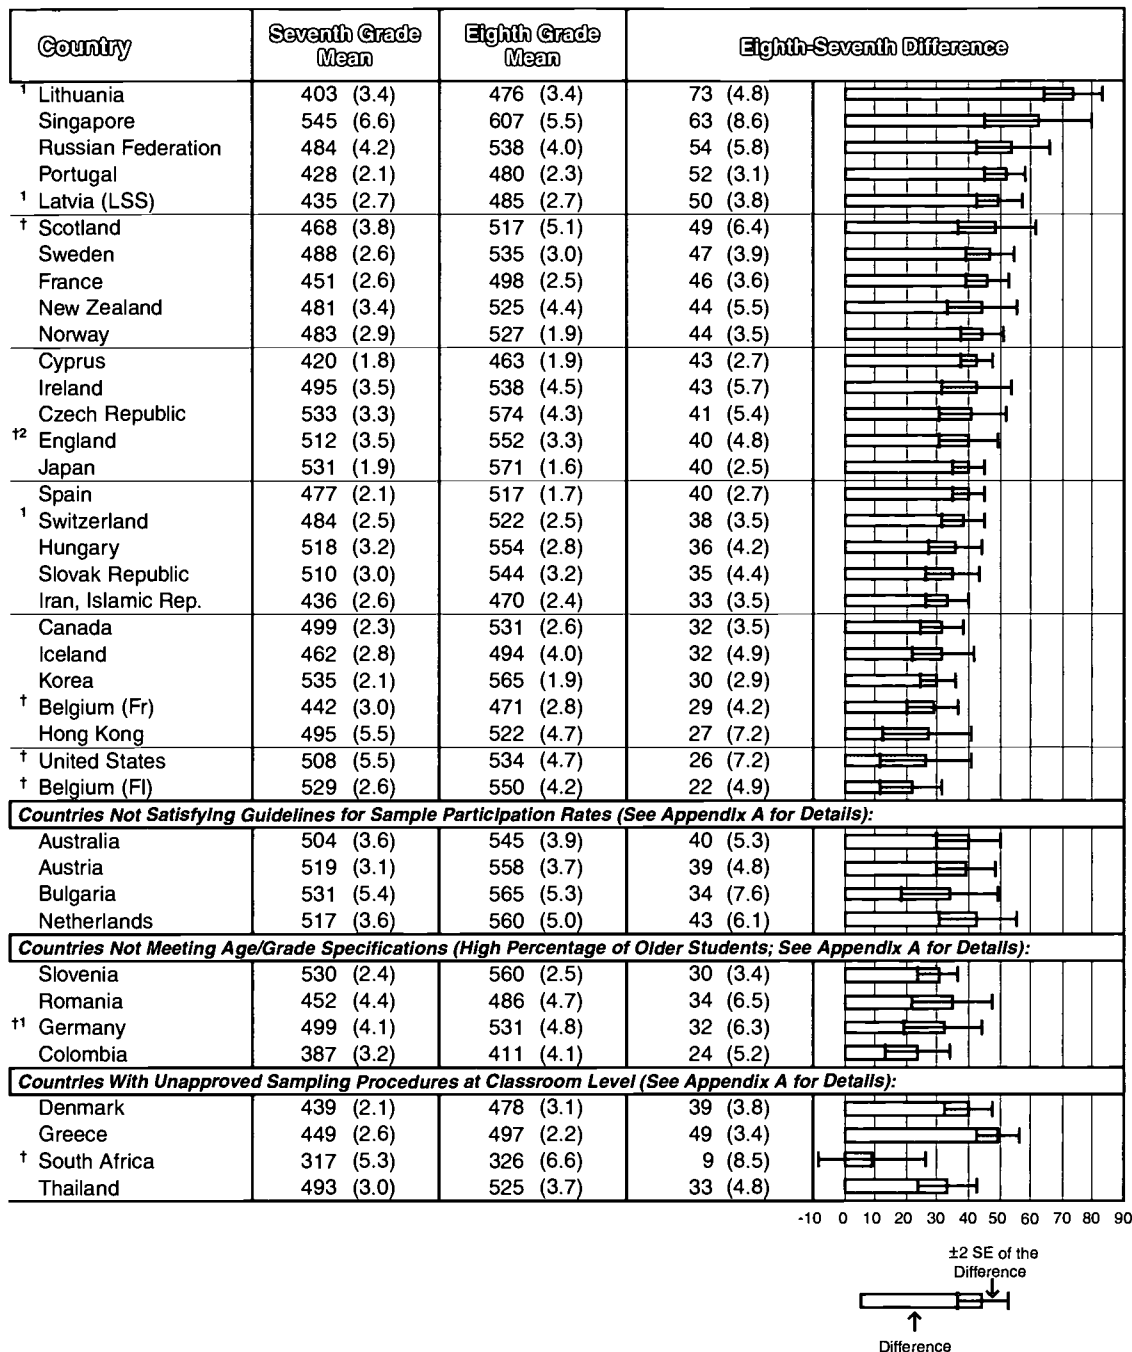 Country Seventh Grade Mean Eighth Grade Mean Eighth-Seventh Difference
1 Lithuania 403 (3.4) 476 (3.4) 73 (4.8)
Singapore 545 (6.6) 607 (5.5) 63 (8.6)
Russian Federation 484 (4.2) 538 (4.0) 54 (5.8)
Portugal 428 (2.1) 480 (2.3) 52 (3.1)
1 Latvia (LSS) 435 (2.7) 485 (2.7) 50 (3.8)
† Scotland 468 (3.8) 517 (5.1) 49 (6.4)
Sweden 488 (2.6) 535 (3.0) 47 (3.9)
France 451 (2.6) 498 (2.5) 46 (3.6)
New Zealand 481 (3.4) 525 (4.4) 44 (5.5)
Norway 483 (2.9) 527 (1.9) 44 (3.5)
Cyprus 420 (1.8) 463 (1.9) 43 (2.7)
Ireland 495 (3.5) 538 (4.5) 43 (5.7)
Czech Republic 533 (3.3) 574 (4.3) 41 (5.4)
†2 England 512 (3.5) 552 (3.3) 40 (4.8)
Japan 531 (1.9) 571 (1.6) 40 (2.5)
Spain 477 (2.1) 517 (1.7) 40 (2.7)
1 Switzerland 484 (2.5) 522 (2.5) 38 (3.5)
Hungary 518 (3.2) 554 (2.8) 36 (4.2)
Slovak Republic 510 (3.0) 544 (3.2) 35 (4.4)
Iran, Islamic Rep. 436 (2.6) 470 (2.4) 33 (3.5)
Canada 499 (2.3) 531 (2.6) 32 (3.5)
Iceland 462 (2.8) 494 (4.0) 32 (4.9)
Korea 535 (2.1) 565 (1.9) 30 (2.9)
† Belgium (Fr) 442 (3.0) 471 (2.8) 29 (4.2)
Hong Kong 495 (5.5) 522 (4.7) 27 (7.2)
† United States 508 (5.5) 534 (4.7) 26 (7.2)
† Belgium (Fl) 529 (2.6) 550 (4.2) 22 (4.9)
Countries Not Satisfying Guidelines for Sample Participation Rates (See Appendix A for Details):
Australia 504 (3.6) 545 (3.9) 40 (5.3)
Austria 519 (3.1) 558 (3.7) 39 (4.8)
Bulgaria 531 (5.4) 565 (5.3) 34 (7.6)
Netherlands 517 (3.6) 560 (5.0) 43 (6.1)
Countries Not Meeting Age/Grade Specifications (High Percentage of Older Students; See Appendix A for Details):
Slovenia 530 (2.4) 560 (2.5) 30 (3.4)
Romania 452 (4.4) 486 (4.7) 34 (6.5)
†1 Germany 499 (4.1) 531 (4.8) 32 (6.3)
Colombia 387 (3.2) 411 (4.1) 24 (5.2)
Countries With Unapproved Sampling Procedures at Classroom Level (See Appendix A for Details):
Denmark 439 (2.1) 478 (3.1) 39 (3.8)
Greece 449 (2.6) 497 (2.2) 49 (3.4)
† South Africa 317 (5.3) 326 (6.6) 9 (8.5)
Thailand 493 (3.0) 525 (3.7) 33 (4.8)
-10 0 10 20 30 40 50 60 70 80 90
±2 SE of the
Difference
Difference